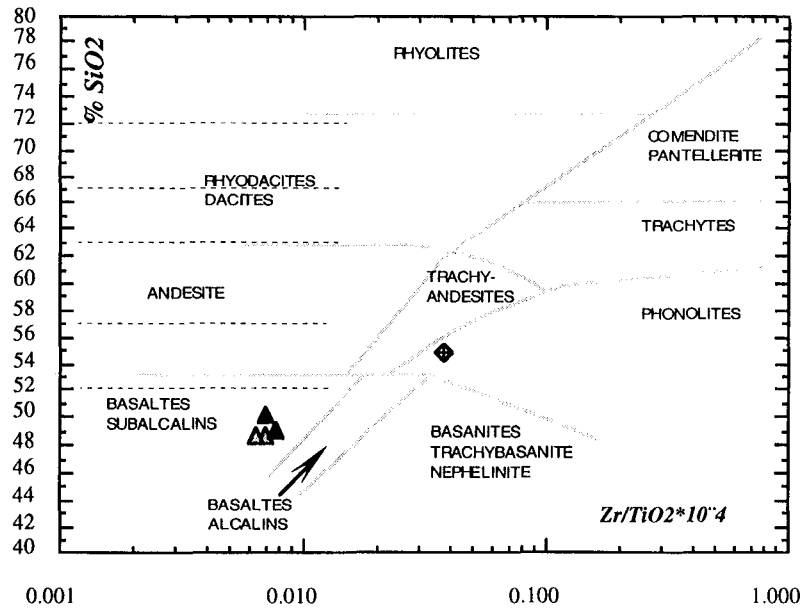 80
78
76
74
72
70
68
66
64
62
60
58
56
54
52
50
48
46
44
42
40
% SiO2
RHYOLITES
COMENDITE
PANTELLERITE
RHYODACITES
DACITES
TRACHYTES
ANDESITE
TRACHY-
ANDESITES
PHONOLITES
BASALTES
SUBALCALINS
BASANITES
TRACHYBASANITE
NEPHELINITE
BASALTES
ALCALINS
Zr/TiO2*10¨4
0.001
0.010
0.100
1.000